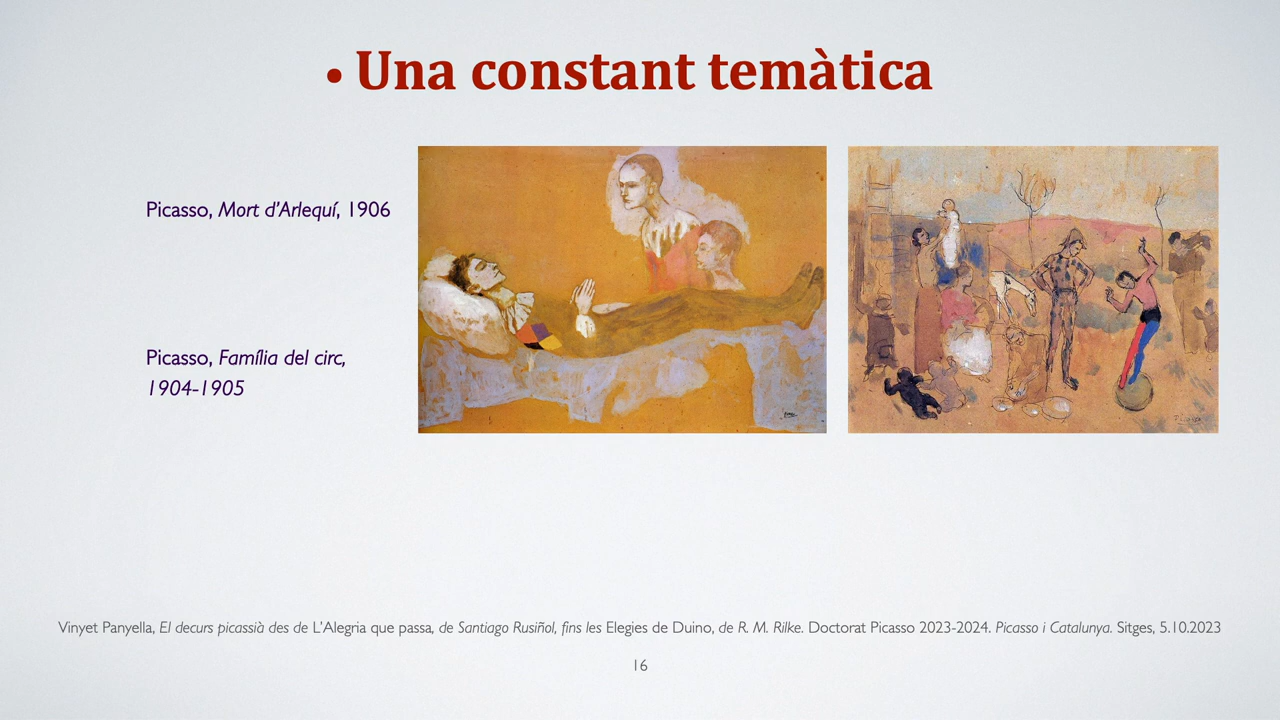 • Una constant temàtica
Picasso, Mort d'Arlequí, 1906
Picasso, Família del circ,
1904-1905
Vinyet Panyella, El decurs picassià des de L'Alegria que passa, de Santiago Rusiñol, fins les Elegies de Duino, de R. M. Rilke. Doctorat Picasso 2023-2024. Picasso i Catalunya. Sitges, 5.10.2023
16